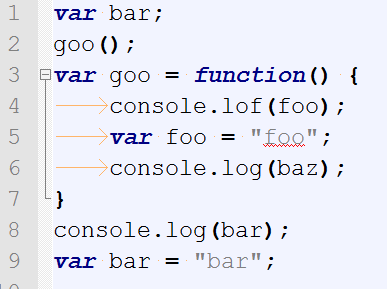 1 var bar;
2 goo();
3 var goo = function() {
4 console.lof(foo);
5 var foo = "foo";
6 console.log(baz);
7 }
8 console.log(bar);
9 var bar = "bar";